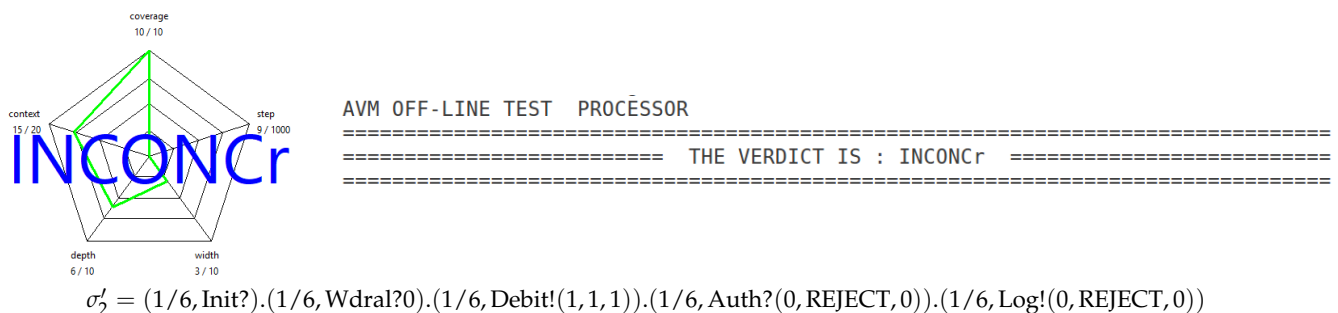 coverage
10 / 10
context
15 / 20
step
9 / 1000
INCONCr
depth
6 / 10
width
3 / 10
AVM OFF-LINE TEST  PROCESSOR
================================================================================
========================== THE VERDICT IS : INCONCr ==========================
================================================================================
σ′₂ = (1/6, Init?).(1/6, Wdral?0).(1/6, Debit!(1, 1, 1)).(1/6, Auth?(0, REJECT, 0)).(1/6, Log!(0, REJECT, 0))